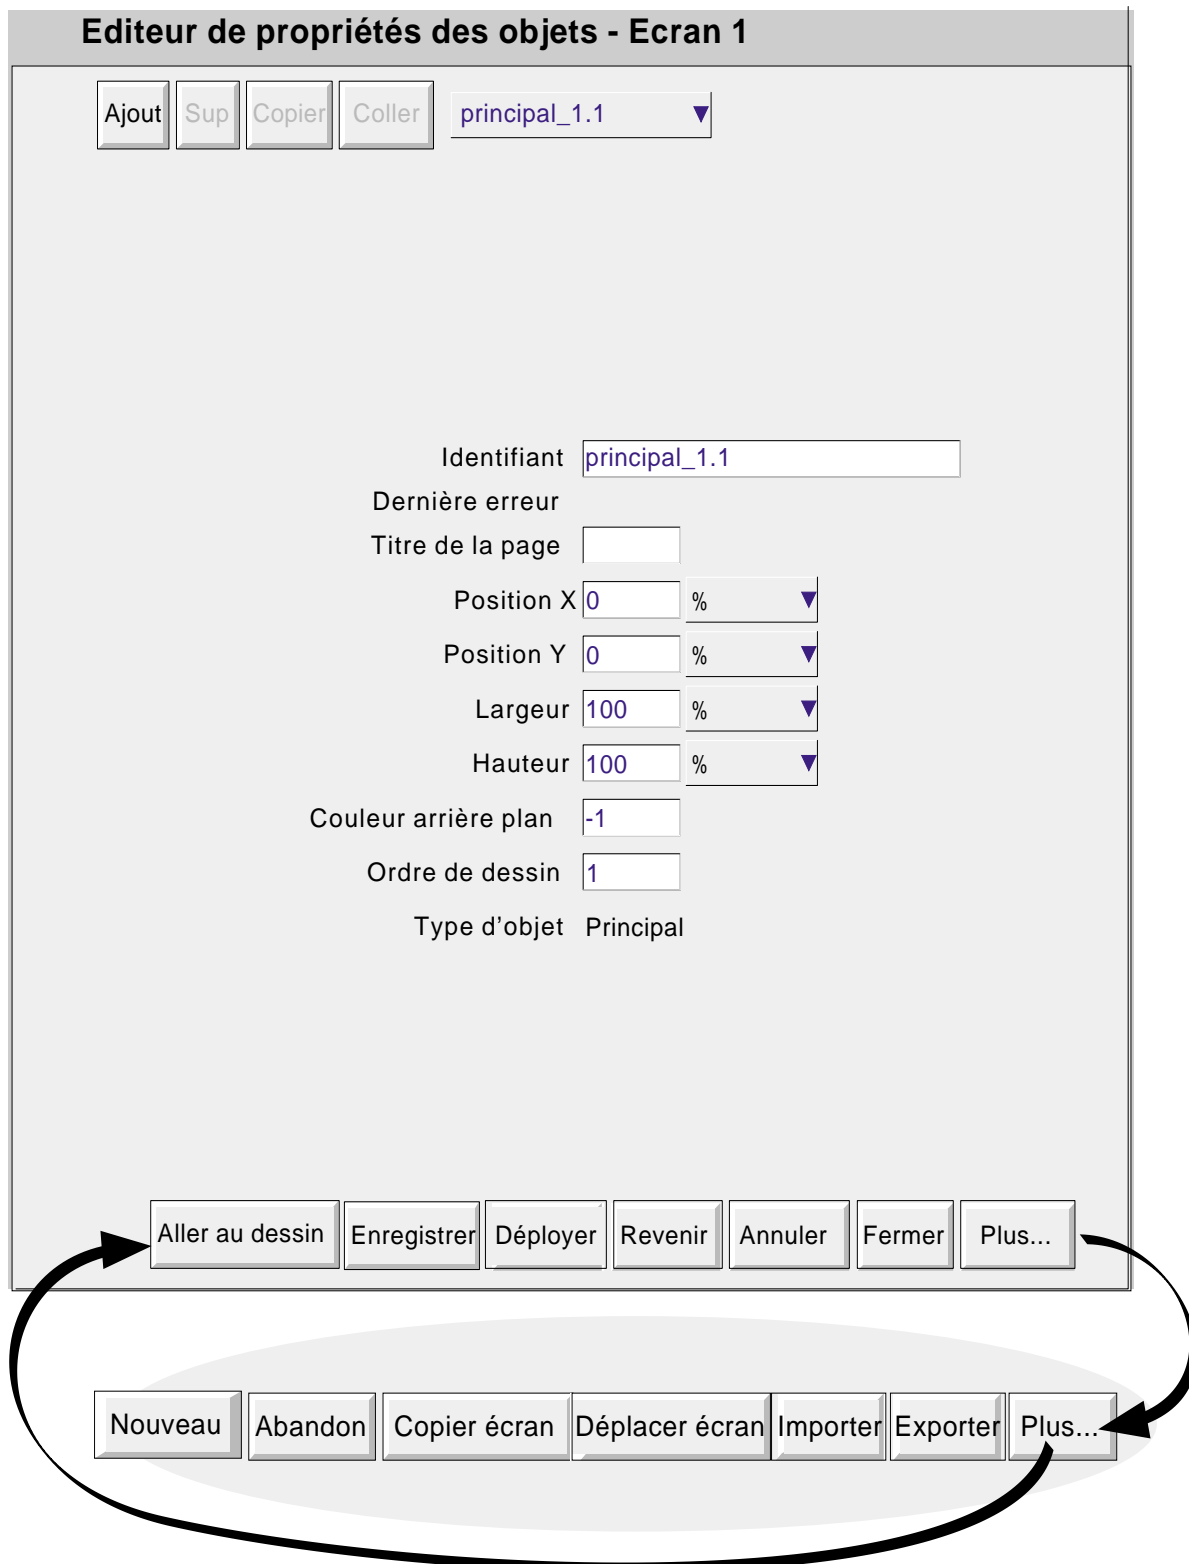 Editeur de propriétés des objets - Ecran 1
Ajout Sup Copier Coller principal_1.1
Identifiant principal_1.1
Dernière erreur
Titre de la page
Position X 0 %
Position Y 0 %
Largeur 100 %
Hauteur 100 %
Couleur arrière plan -1
Ordre de dessin 1
Type d’objet Principal
Aller au dessin Enregistrer Déployer Revenir Annuler Fermer Plus...
Nouveau Abandon Copier écran Déplacer écran Importer Exporter Plus...